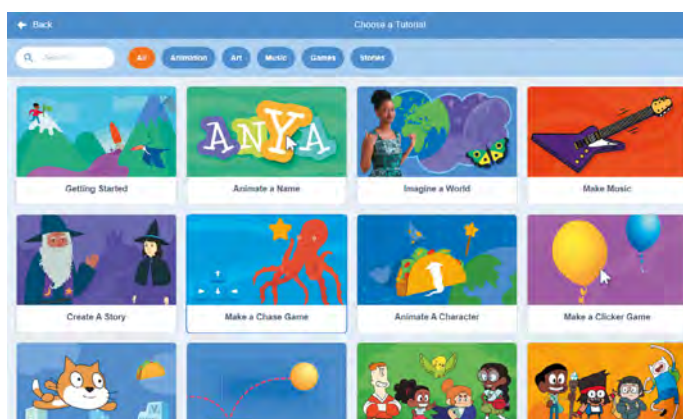 Back
Choose a Tutorial
All
Animation
Art
Music
Games
Stories
ANYA
Getting Started
Animate a Name
Imagine a World
Make Music
Create A Story
Make a Chase Game
Animate A Character
Make a Clicker Game